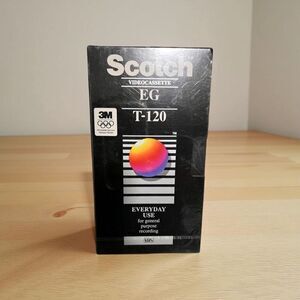 Scotch
VIDEOCASSETTE
EG
3M
T-120
EVERYDAY
USE
for general
purpose
recording
VHS